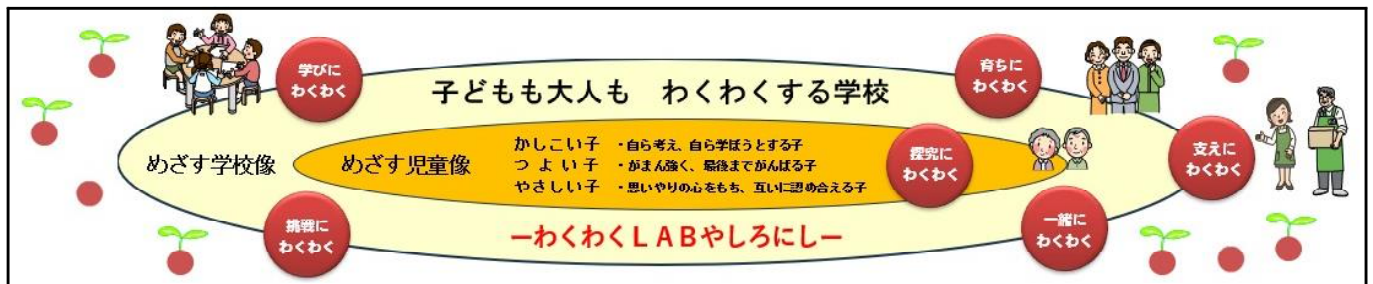 学びに
わくわく
育ちに
わくわく
子どもも大人も わくわくする学校
めざす学校像
めざす児童像
かしこい子 ・自ら考え、自ら学ぼうとする子
つよい子 ・がまん強く、最後までがんばる子
やさしい子 ・思いやりの心をもち、互いに認め合える子
探究に
わくわく
支えに
わくわく
挑戦に
わくわく
ーわくわくLABやしろにしー
一緒に
わくわく